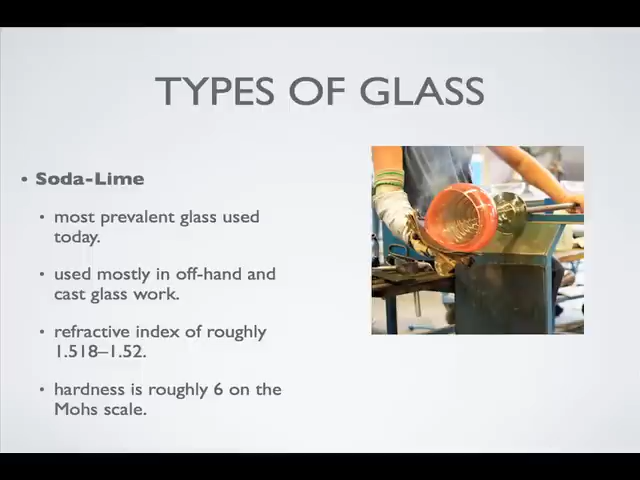 TYPES OF GLASS
• Soda-Lime
• most prevalent glass used
today.
• used mostly in off-hand and
cast glass work.
• refractive index of roughly
1.518–1.52.
• hardness is roughly 6 on the
Mohs scale.